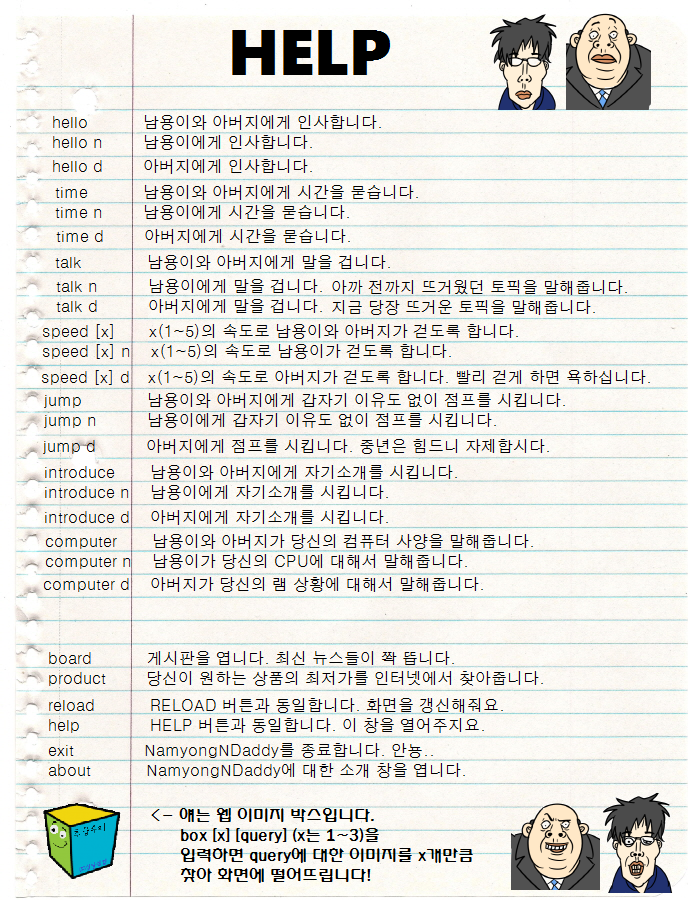 HELP
hello 남용이와 아버지에게 인사합니다.
hello n 남용이에게 인사합니다.
hello d 아버지에게 인사합니다.
time 남용이와 아버지에게 시간을 묻습니다.
time n 남용이에게 시간을 묻습니다.
time d 아버지에게 시간을 묻습니다.
talk 남용이와 아버지에게 말을 겁니다.
talk n 남용이에게 말을 겁니다. 아까 전까지 뜨거웠던 토픽을 말해줍니다.
talk d 아버지에게 말을 겁니다. 지금 당장 뜨거운 토픽을 말해줍니다.
speed [x] x(1~5)의 속도로 남용이와 아버지가 걷도록 합니다.
speed [x] n x(1~5)의 속도로 남용이가 걷도록 합니다.
speed [x] d x(1~5)의 속도로 아버지가 걷도록 합니다. 빨리 걷게 하면 욕하십니다.
jump 남용이와 아버지에게 갑자기 이유도 없이 점프를 시킵니다.
jump n 남용이에게 갑자기 이유도 없이 점프를 시킵니다.
jump d 아버지에게 점프를 시킵니다. 중년은 힘드니 자제합시다.
introduce 남용이와 아버지에게 자기소개를 시킵니다.
introduce n 남용이에게 자기소개를 시킵니다.
introduce d 아버지에게 자기소개를 시킵니다.
computer 남용이와 아버지가 당신의 컴퓨터 사양을 말해줍니다.
computer n 남용이가 당신의 CPU에 대해서 말해줍니다.
computer d 아버지가 당신의 램 상황에 대해서 말해줍니다.
board 게시판을 엽니다. 최신 뉴스들이 쫙 뜹니다.
product 당신이 원하는 상품의 최저가를 인터넷에서 찾아줍니다.
reload RELOAD 버튼과 동일합니다. 화면을 갱신해줘요.
help HELP 버튼과 동일합니다. 이 창을 열어주지요.
exit NamyongNDaddy를 종료합니다. 안뇽..
about NamyongNDaddy에 대한 소개 창을 엽니다.
<- 얘는 웹 이미지 박스입니다.
box [x] [query] (x는 1~3)을
입력하면 query에 대한 이미지를 x개만큼
찾아 화면에 떨어뜨립니다!